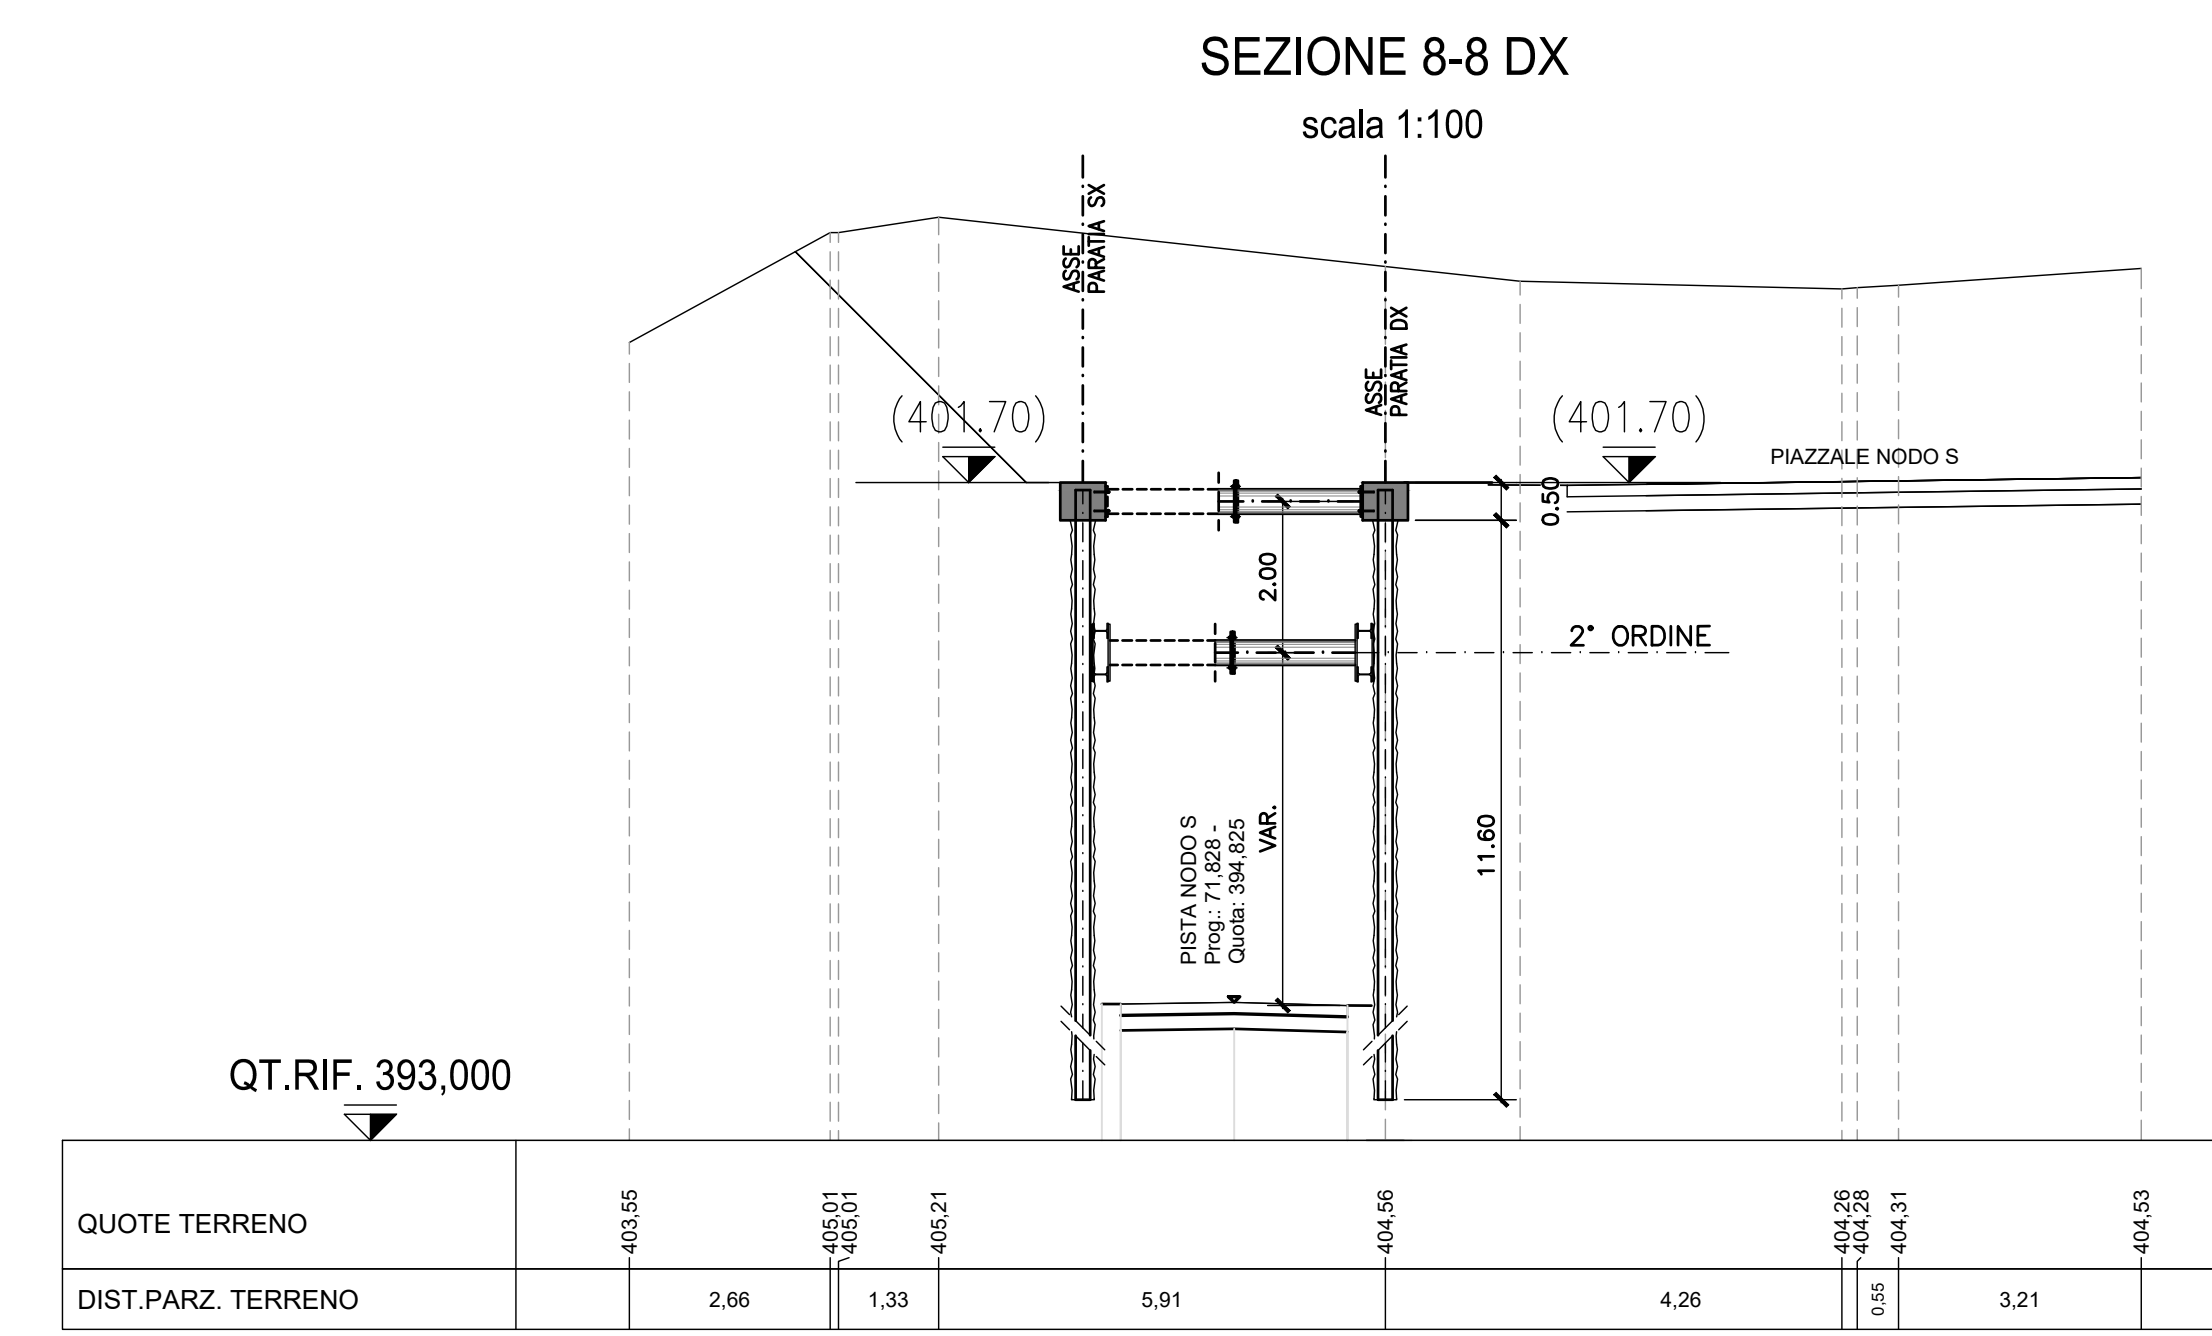 SEZIONE 8-8 DX
scala 1:100
ASSE
PARATIA SX
ASSE
PARATIA DX
(401.70)
(401.70)
PIAZZALE NODO S
0.50
2.00
2° ORDINE
VAR.
11.60
PISTA NODO S
Prog.: 71,828 -
Quota: 394,825
QT.RIF. 393,000
QUOTE TERRENO
403,55
405,01
405,01
405,21
404,56
404,26
404,28
404,31
404,53
DIST.PARZ. TERRENO
2,66
1,33
5,91
4,26
0,55
3,21